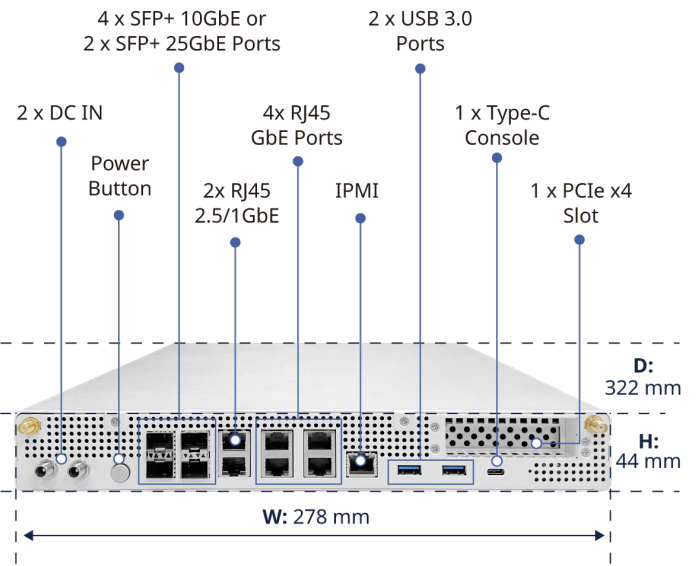 4 x SFP+ 10GbE or
2 x SFP+ 25GbE Ports
2 x USB 3.0
Ports
2 x DC IN
4x RJ45
GbE Ports
1 x Type-C
Console
Power
Button
2x RJ45
2.5/1GbE
IPMI
1 x PCIe x4
Slot
D:
322 mm
H:
44 mm
W: 278 mm